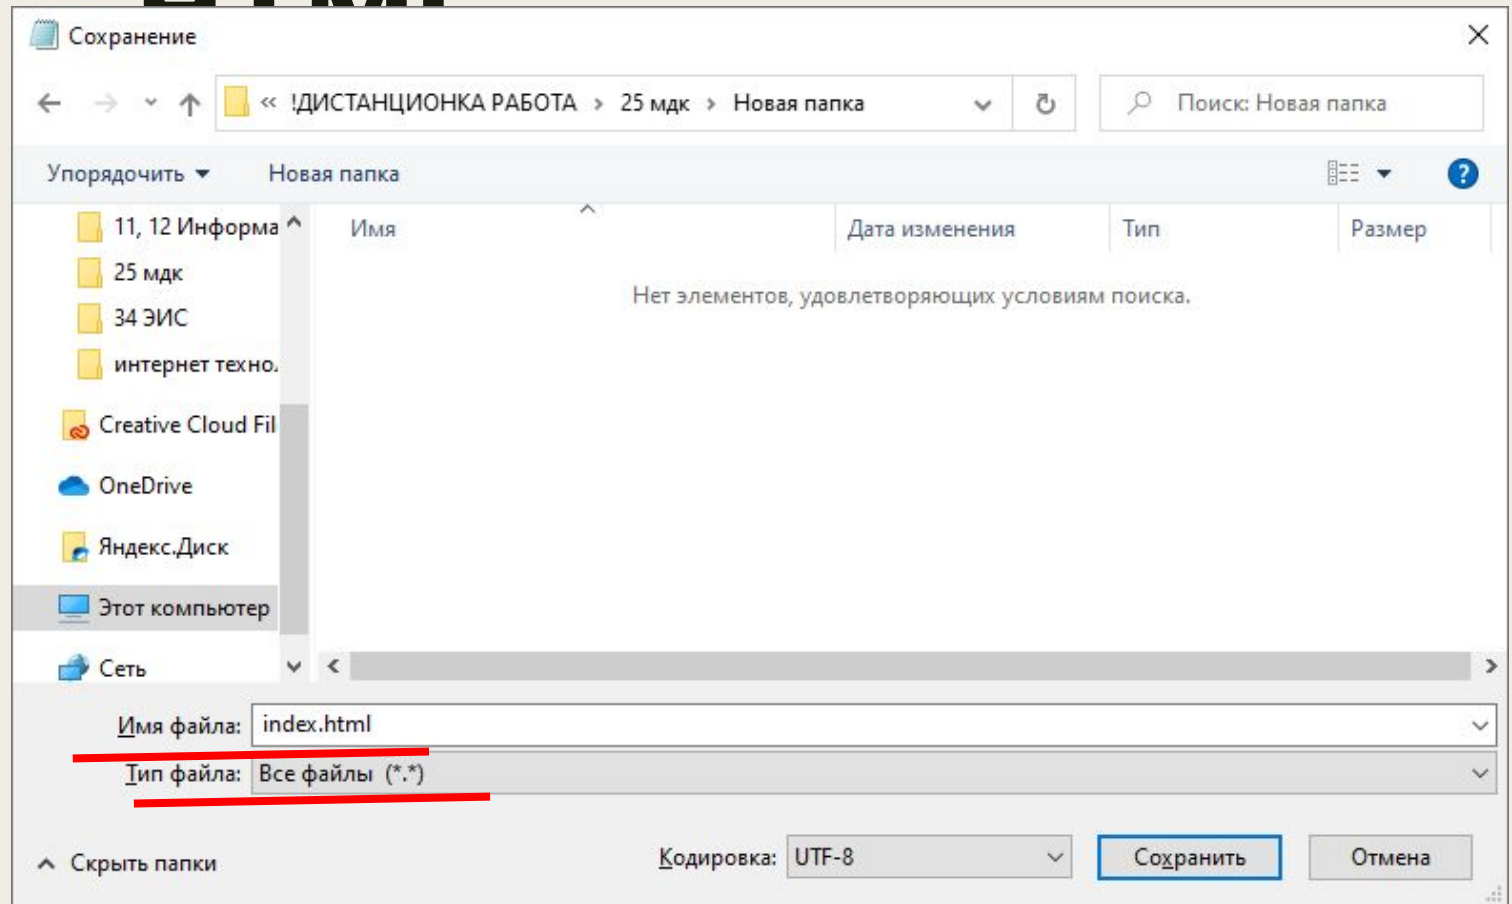 HTML
Сохранение
« !ДИСТАНЦИОНКА РАБОТА › 25 мдк › Новая папка
Поиск: Новая папка
Упорядочить
Новая папка
Имя
Дата изменения
Тип
Размер
11, 12 Информа
25 мдк
34 ЭИС
интернет техно
Creative Cloud Fil
OneDrive
Яндекс.Диск
Этот компьютер
Сеть
Нет элементов, удовлетворяющих условиям поиска.
Имя файла: index.html
Тип файла: Все файлы (*.*)
Скрыть папки
Кодировка: UTF-8
Сохранить
Отмена